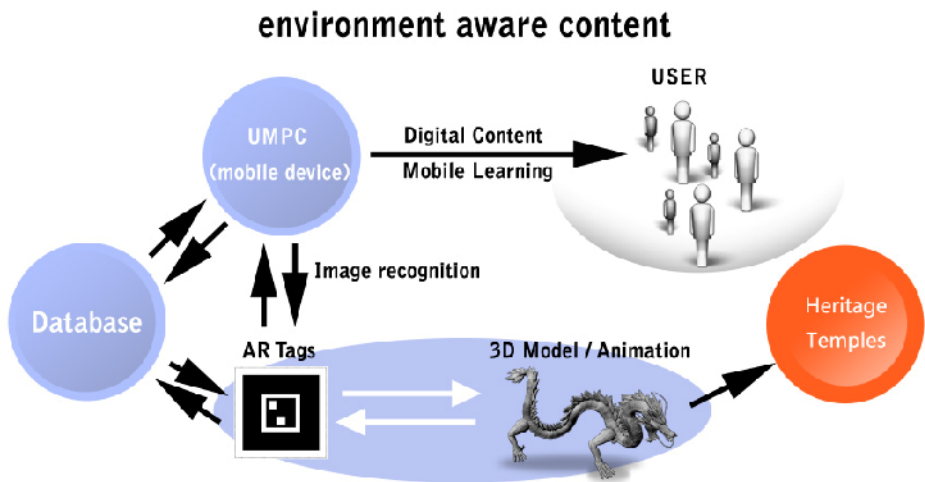 environment aware content
USER
UMPC
(mobile device)
Digital Content
Mobile Learning
Image recognition
Database
Heritage
Temples
AR Tags
3D Model / Animation